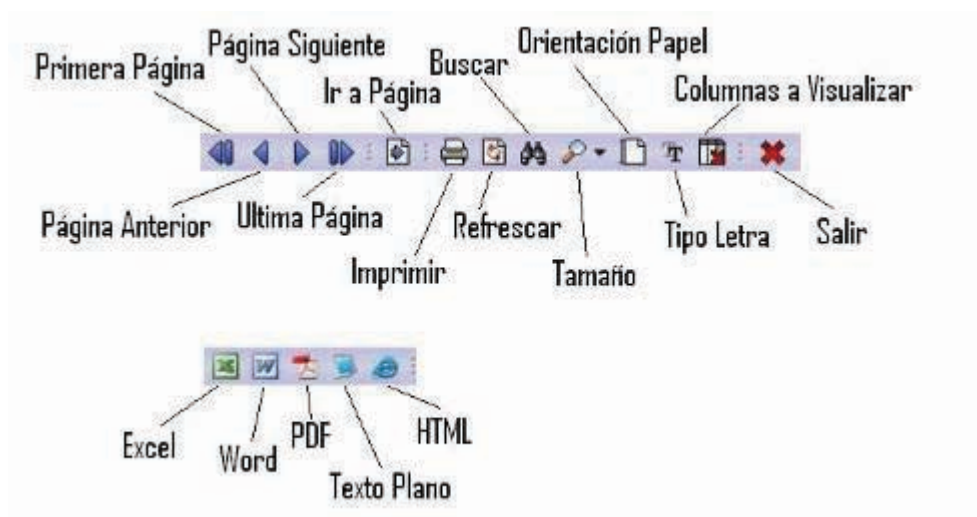 Primera Página
Página Siguiente
Ir a Página
Buscar
Orientación Papel
Columnas a Visualizar
Página Anterior
Ultima Página
Imprimir
Refrescar
Tamaño
Tipo Letra
Salir
Excel
Word
PDF
Texto Plano
HTML